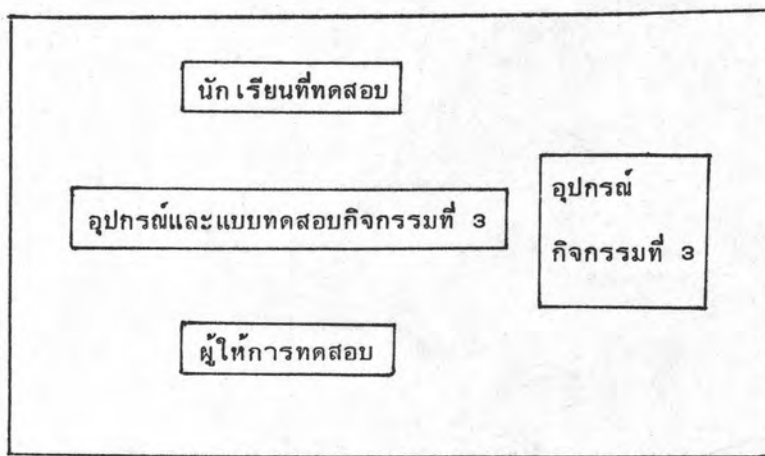 นักเรียนที่ทดสอบ
อุปกรณ์และแบบทดสอบกิจกรรมที่ 3
อุปกรณ์
กิจกรรมที่ 3
ผู้ให้การทดสอบ